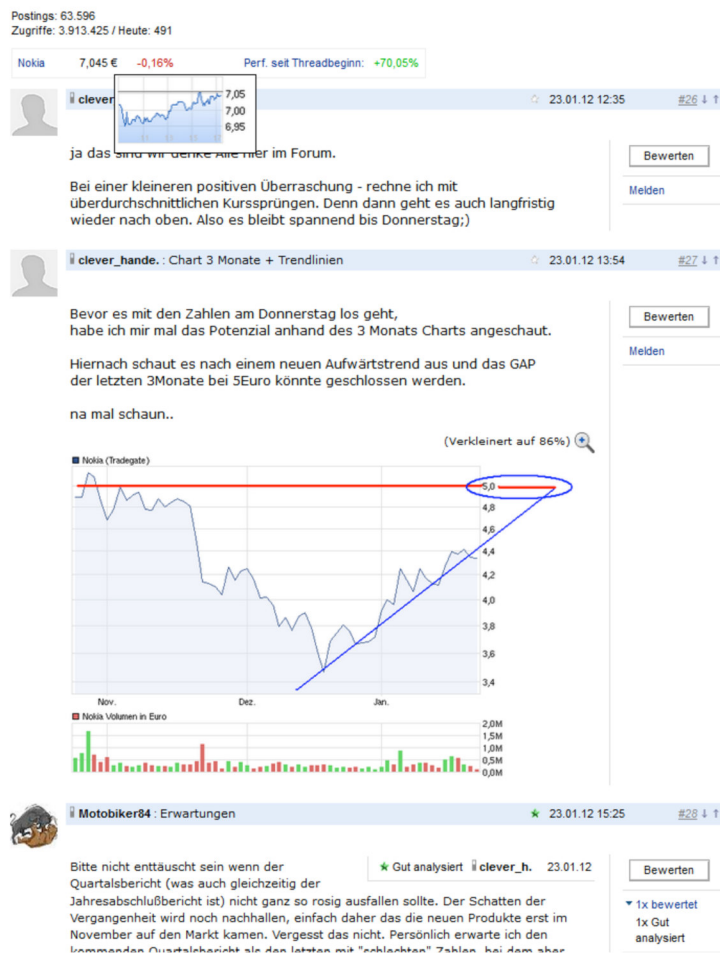 Postings: 63.596
Zugriffe: 3.913.425 / Heute: 491
Nokia 7,045 € -0,16% Perf. seit Threadbeginn: +70,05%
7,05
7,00
6,95
clever 23.01.12 12:35 #26 ↓ ↑
ja das sind wir denke Alle hier im Forum.
Bewerten
Melden
Bei einer kleineren positiven Überraschung - rechne ich mit
überdurchschnittlichen Kurssprüngen. Denn dann geht es auch langfristig
wieder nach oben. Also es bleibt spannend bis Donnerstag;)
clever_hande. : Chart 3 Monate + Trendlinien 23.01.12 13:54 #27 ↓ ↑
Bevor es mit den Zahlen am Donnerstag los geht,
habe ich mir mal das Potenzial anhand des 3 Monats Charts angeschaut.
Bewerten
Melden
Hiernach schaut es nach einem neuen Aufwärtstrend aus und das GAP
der letzten 3Monate bei 5Euro könnte geschlossen werden.
na mal schaun..
(Verkleinert auf 86%)
Nokia (Tradegate)
5,0
4,8
4,6
4,4
4,2
4,0
3,8
3,6
3,4
Nov. Dez. Jan.
Nokia Volumen in Euro
2,0M
1,5M
1,0M
0,5M
0,0M
Motobiker84 : Erwartungen 23.01.12 15:25 #28 ↓ ↑
Bitte nicht enttäuscht sein wenn der
Quartalsbericht (was auch gleichzeitig der
Gut analysiert clever_h. 23.01.12
Bewerten
Jahresabschlußbericht ist) nicht ganz so rosig ausfallen sollte. Der Schatten der
Vergangenheit wird noch nachhallen, einfach daher das die neuen Produkte erst im
November auf den Markt kamen. Vergesst das nicht. Persönlich erwarte ich den
kommenden Quartalsbericht als den letzten mit "schlechten" Zahlen, bei dem aber
1x bewertet
1x Gut
analysiert